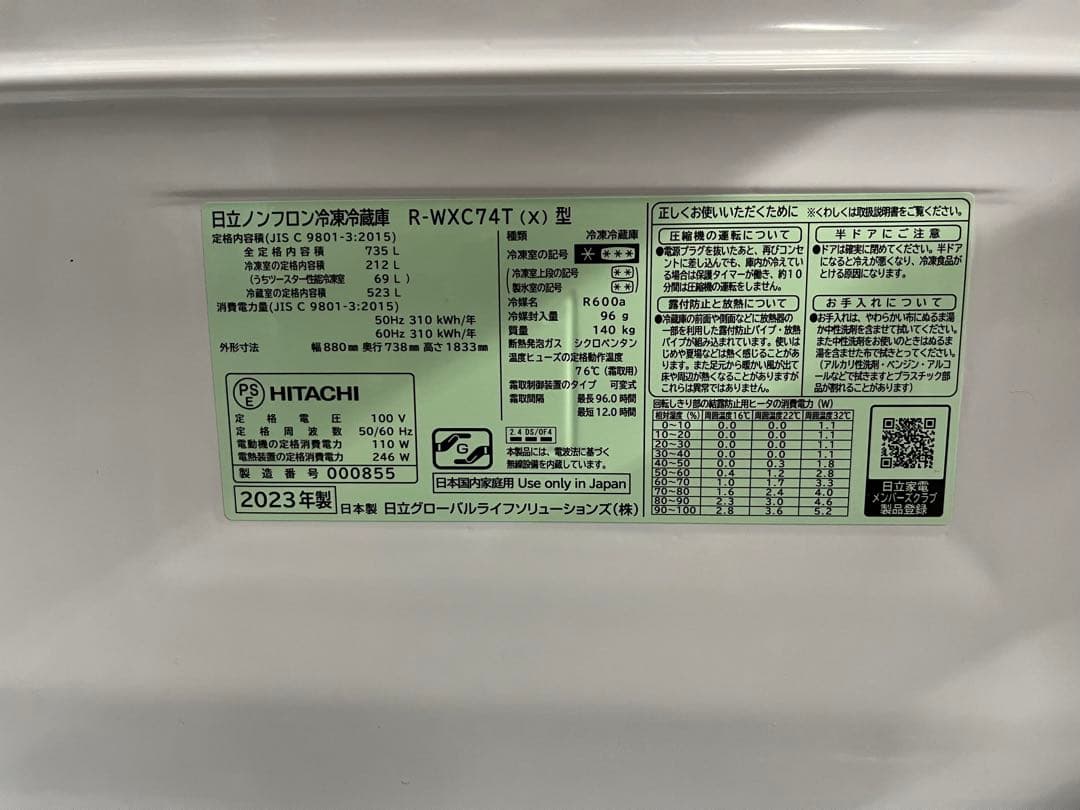 日立ノンフロン冷凍冷蔵庫 R-WXC74T (X) 型
定格内容積(JIS C 9801-3:2015)
全定格内容積 735 L
冷凍室の定格内容積 212 L
(うちツースター性能冷凍室 69 L )
冷蔵室の定格内容積 523 L
消費電力量(JIS C 9801-3:2015)
50Hz 310 kWh/年
60Hz 310 kWh/年
外形寸法 幅 880㎜ 奥行 738㎜ 高さ 1833㎜
PS
E
HITACHI
定格電圧 100 V
定格周波数 50/60 Hz
電動機の定格消費電力 110 W
電熱装置の定格消費電力 246 W
製造番号 000855
2023年製
日本製 日立グローバルライフソリューションズ(株)
種類 冷凍冷蔵庫
冷凍室の記号 * ***
冷凍室上段の記号 **
製氷室の記号 **
冷媒名 R600a
冷媒封入量 96 g
質量 140 kg
断熱発泡ガス シクロペンタン
温度ヒューズの定格動作温度
76℃ (霜取用)
霜取制御装置のタイプ 可変式
霜取間隔 最長 96.0 時間
最短 12.0 時間
G
2.4 DS/OF4
本製品には、電波法に基づく
無線設備を内蔵しています。
日本国内家庭用 Use only in Japan
正しくお使いいただくために ※くわしくは取扱説明書をご覧ください。
圧縮機の運転について
●電源プラグを抜いたあと、再びコンセ
ントに差し込んでも、庫内が冷えてい
る場合は保護タイマーが働き、約10
分間は圧縮機の運転をしません。
露付防止と放熱について
●冷蔵庫の前面や側面などに放熱器の
一部を利用した露付防止パイプ・放熱
パイプが組み込まれています。使いは
じめや夏場などは熱く感じることがあ
ります。また足元から暖かい風が出て
床や周辺が熱くなることがありますが
これらは異常ではありません。
半ドアにご注意
●ドアは確実に閉めてください。半ドア
になると冷えが悪くなり、冷凍食品が
とける原因になります。
お手入れについて
●お手入れは、やわらかい布にぬるま湯
か中性洗剤を含ませて拭いてください。
また中性洗剤をお使いのときはぬるま
湯を含ませた布で拭きとってください。
(アルカリ性洗剤・ベンジン・アルコ
ールなどで拭きますとプラスチック部
品が割れることがあります)
回転しきり部の結露防止用ヒータの消費電力(W)
相対湿度(%) 周囲温度16℃ 周囲温度22℃ 周囲温度32℃
0~10 0.0 0.0 1.1
10~20 0.0 0.0 1.1
20~30 0.0 0.0 1.1
30~40 0.0 0.0 1.1
40~50 0.0 0.3 1.8
50~60 0.4 1.2 2.8
60~70 1.0 1.7 3.3
70~80 1.6 2.4 4.0
80~90 2.3 3.0 4.6
90~100 2.8 3.6 5.2
日立家電
メンバーズクラブ
製品登録